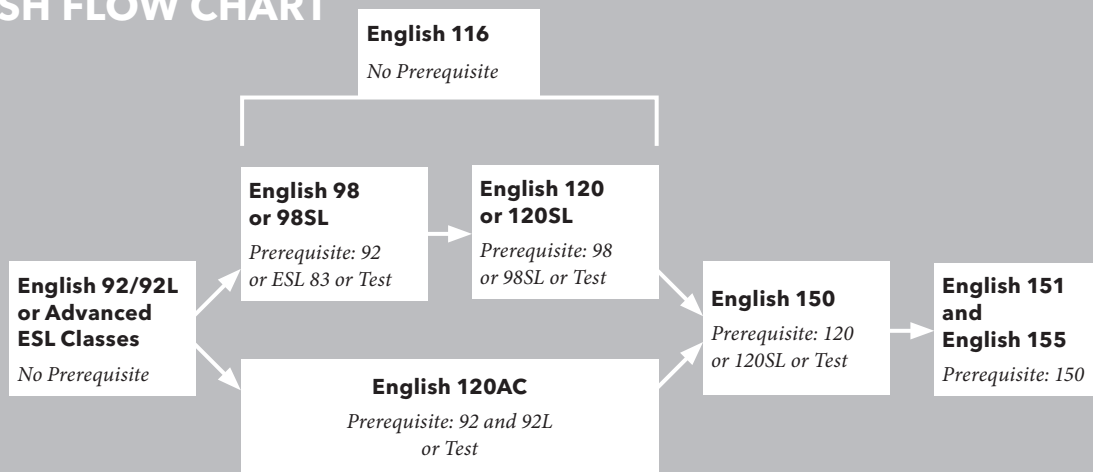 SH FLOW CHART
English 116
No Prerequisite
English 98
or 98SL
Prerequisite: 92
or ESL 83 or Test
English 120
or 120SL
Prerequisite: 98
or 98SL or Test
English 92/92L
or Advanced
ESL Classes
No Prerequisite
English 120AC
Prerequisite: 92 and 92L
or Test
English 150
Prerequisite: 120
or 120SL or Test
English 151
and
English 155
Prerequisite: 150